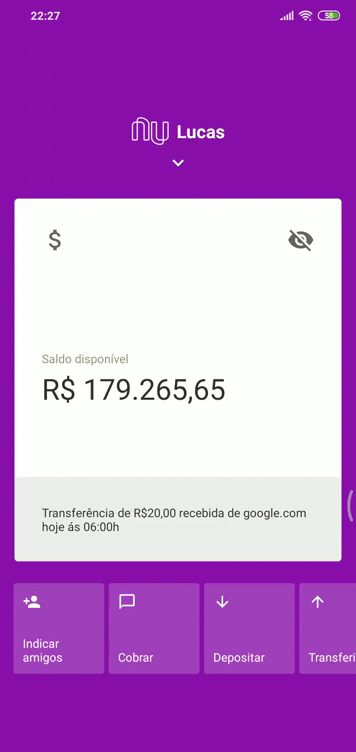 22:27
58
nu Lucas
$
Saldo disponível
R$ 179.265,65
Transferência de R$20,00 recebida de google.com
hoje ás 06:00h
Indicar
amigos
Cobrar
Depositar
Transferi